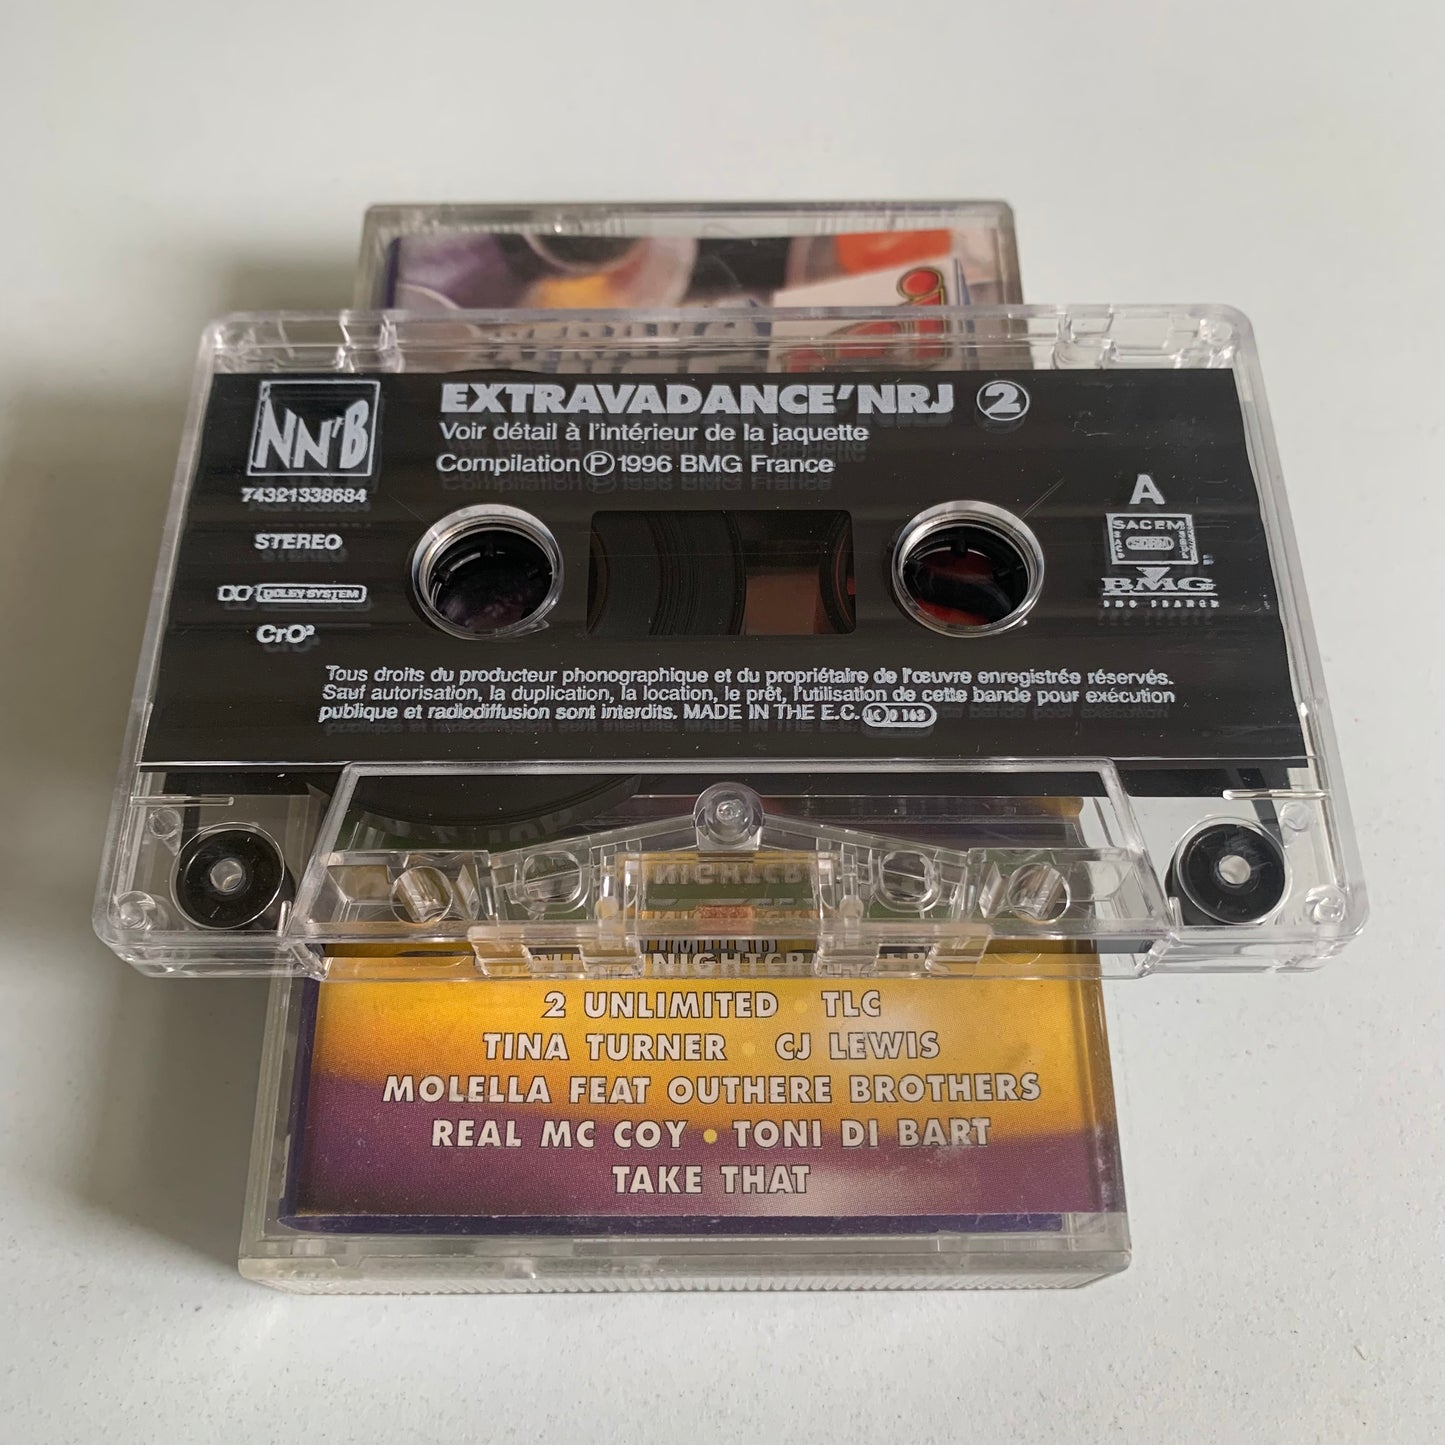 NN'B
EXTRAVADANCE'NRJ 2
Voir détail à l'intérieur de la jaquette
Compilation Ⓟ 1996 BMG France
74321338684
STEREO
DOLBY SYSTEM
CrO²
A
SACEM
SDRM
BMG
BMG FRANCE
Tous droits du producteur phonographique et du propriétaire de l'œuvre enregistrée réservés.
Sauf autorisation, la duplication, la location, le prêt, l'utilisation de cette bande pour exécution
publique et radiodiffusion sont interdits. MADE IN THE E.C.
2 UNLIMITED • TLC
TINA TURNER • CJ LEWIS
MOLELLA FEAT OUTHERE BROTHERS
REAL MC COY • TONI DI BART
TAKE THAT